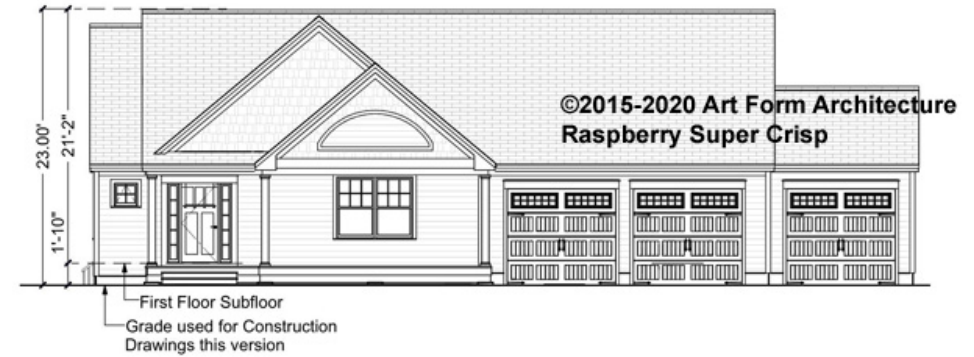 ©2015-2020 Art Form Architecture
Raspberry Super Crisp
23.00'
21'-2"
1'-10"
First Floor Subfloor
Grade used for Construction
Drawings this version